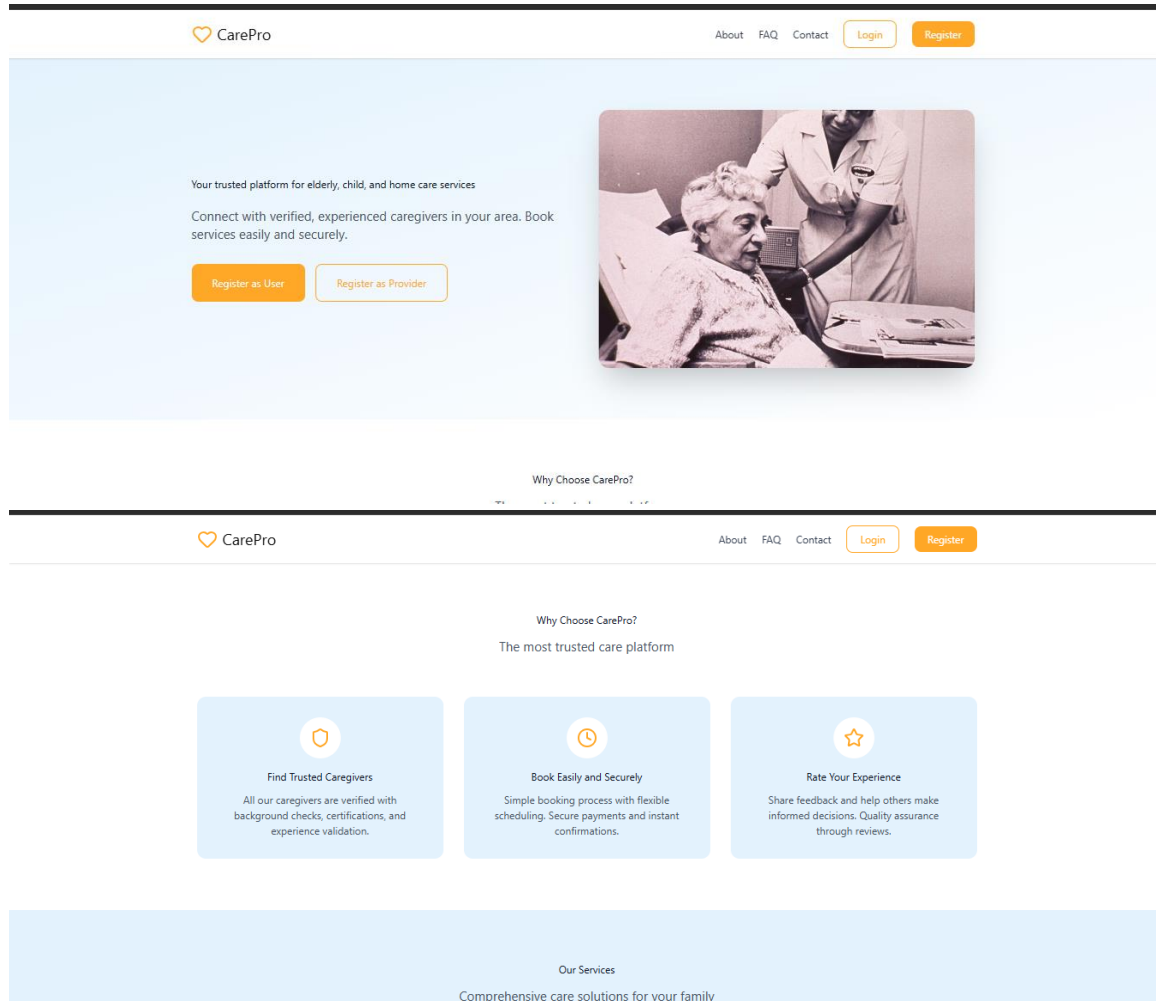 CarePro
About FAQ Contact Login Register
Your trusted platform for elderly, child, and home care services
Connect with verified, experienced caregivers in your area. Book
services easily and securely.
Register as User Register as Provider
Why Choose CarePro?
CarePro
About FAQ Contact Login Register
Why Choose CarePro?
The most trusted care platform
Find Trusted Caregivers
All our caregivers are verified with
background checks, certifications, and
experience validation.
Book Easily and Securely
Simple booking process with flexible
scheduling. Secure payments and instant
confirmations.
Rate Your Experience
Share feedback and help others make
informed decisions. Quality assurance
through reviews.
Our Services
Comprehensive care solutions for your family